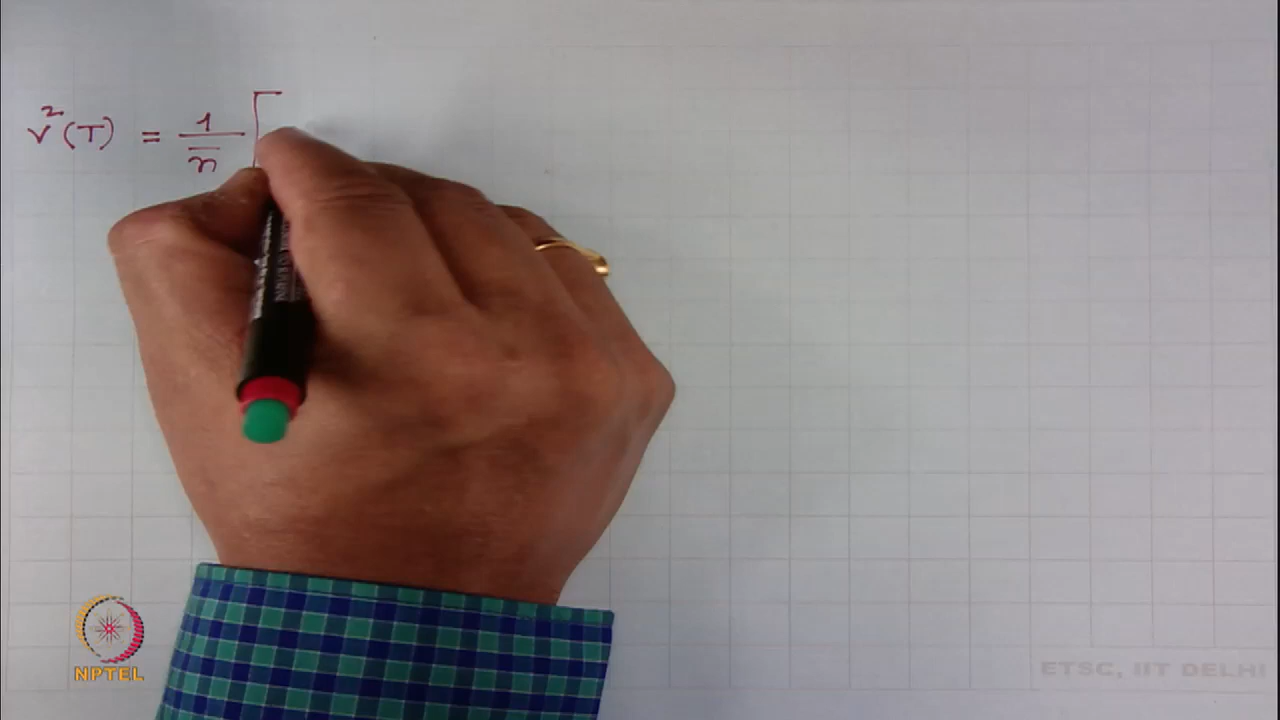 v²(T) = 1/n̅ [
NPTEL
ETSC, IIT DELHI